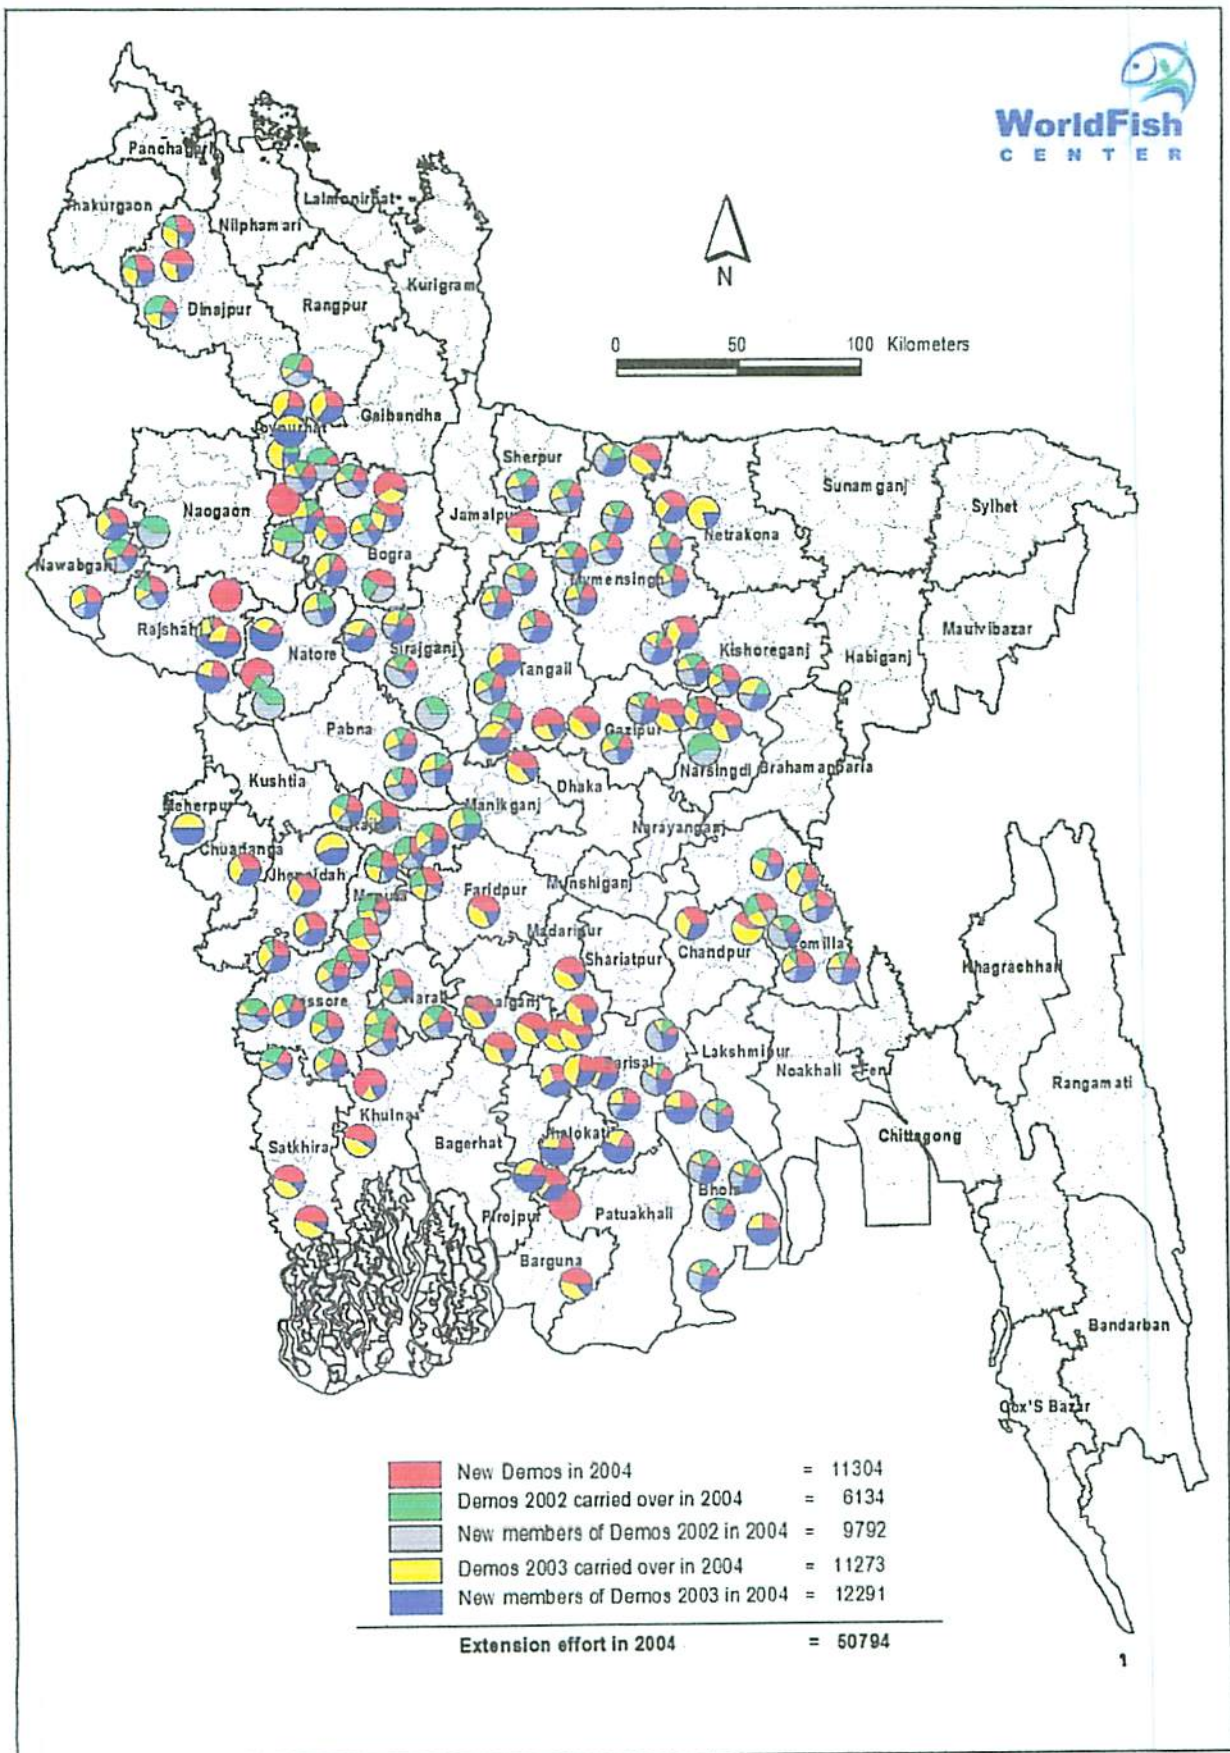 WorldFish
CENTER
Panchagarh
Thakurgaon
Lalmonirhat
Nilphamari
Kurigram
N
Dinajpur
Rangpur
0 50 100 Kilometers
Gaibandha
Joypurhat
Sherpur
Sunamganj
Sylhet
Naogaon
Jamalpur
Netrakona
Nawabganj
Bogra
Mymensingh
Rajshahi
Natore
Sirajganj
Kishoreganj
Habiganj
Maulvibazar
Tangail
Pabna
Gazipur
Kushtia
Narsingdi
Brahamanbaria
Dhaka
Meherpur
Manikganj
Narayanganj
Chuadanga
Jhenaidah
Munshiganj
Magura
Faridpur
Madaripur
Shariatpur
Chandpur
Comilla
Khagrachhari
Jessore
Narail
Gopalganj
Barisal
Lakshmipur
Noakhali
Feni
Rangamati
Khulna
Satkhira
Bagerhat
Jhalokati
Chittagong
Bhola
Pirojpur
Patuakhali
Barguna
Bandarban
Cox'S Bazar
New Demos in 2004 = 11304
Demos 2002 carried over in 2004 = 6134
New members of Demos 2002 in 2004 = 9792
Demos 2003 carried over in 2004 = 11273
New members of Demos 2003 in 2004 = 12291
Extension effort in 2004 = 50794
1